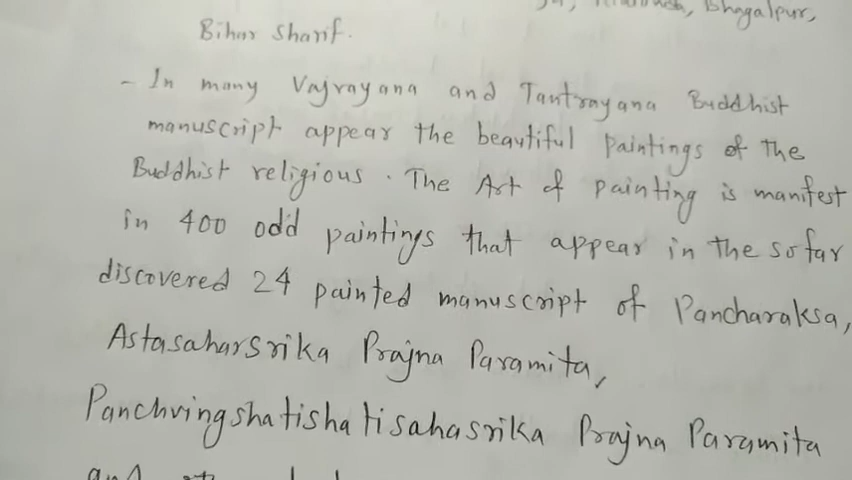 Bhagalpur,
Bihar Sharif.
- In many Vajrayana and Tantrayana Buddhist
manuscript appear the beautiful Paintings of the
Buddhist religious. The Art of painting is manifest
in 400 odd paintings that appear in the so far
discovered 24 painted manuscript of Pancharaksa,
Astasaharsrika Prajna Paramita,
Panchvingshatishatisahasrika Prajna Paramita
and